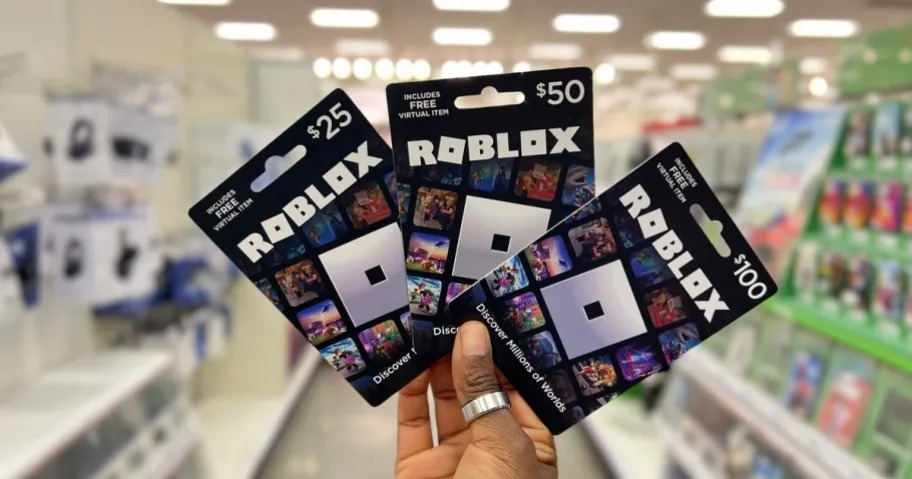 INCLUDES
FREE
VIRTUAL ITEM
$25
ROBLOX
Discover
INCLUDES
FREE
VIRTUAL ITEM
$50
ROBLOX
Disc
INCLUDES
FREE
VIRTUAL ITEM
$100
ROBLOX
Discover Millions of Worlds